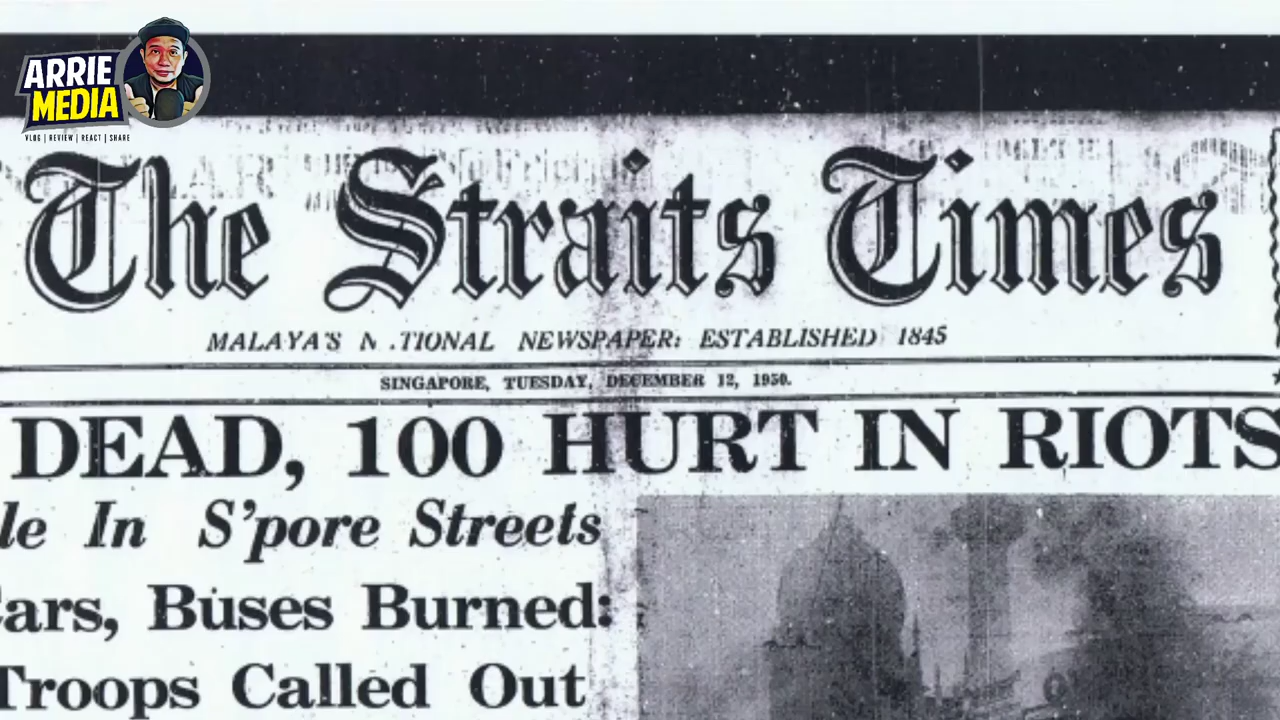 ARRIE
MEDIA
VLOG | REVIEW | REACT | SHARE
The Straits Times
MALAYA'S N.TIONAL NEWSPAPER: ESTABLISHED 1845
SINGAPORE, TUESDAY, DECEMBER 12, 1950.
DEAD, 100 HURT IN RIOTS
le In S'pore Streets
Cars, Buses Burned:
Troops Called Out